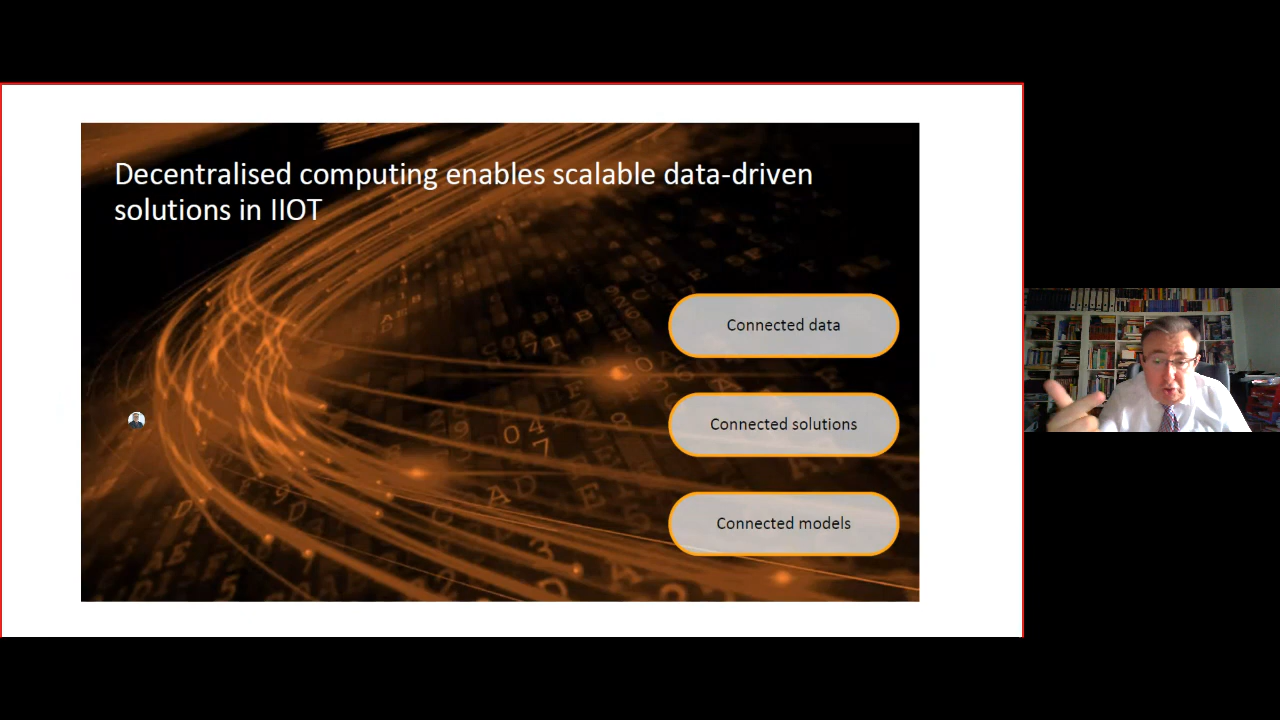 Decentralised computing enables scalable data-driven
solutions in IIOT
Connected data
Connected solutions
Connected models